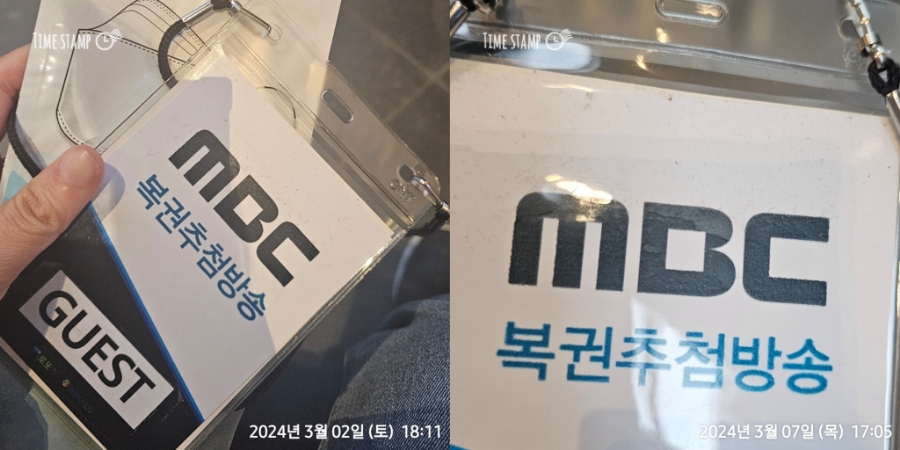 TIME STAMP
MBC
복권추첨방송
GUEST
로또
2024년 3월 02일 (토) 18:11
TIME STAMP
MBC
복권추첨방송
2024년 3월 07일 (목) 17:05